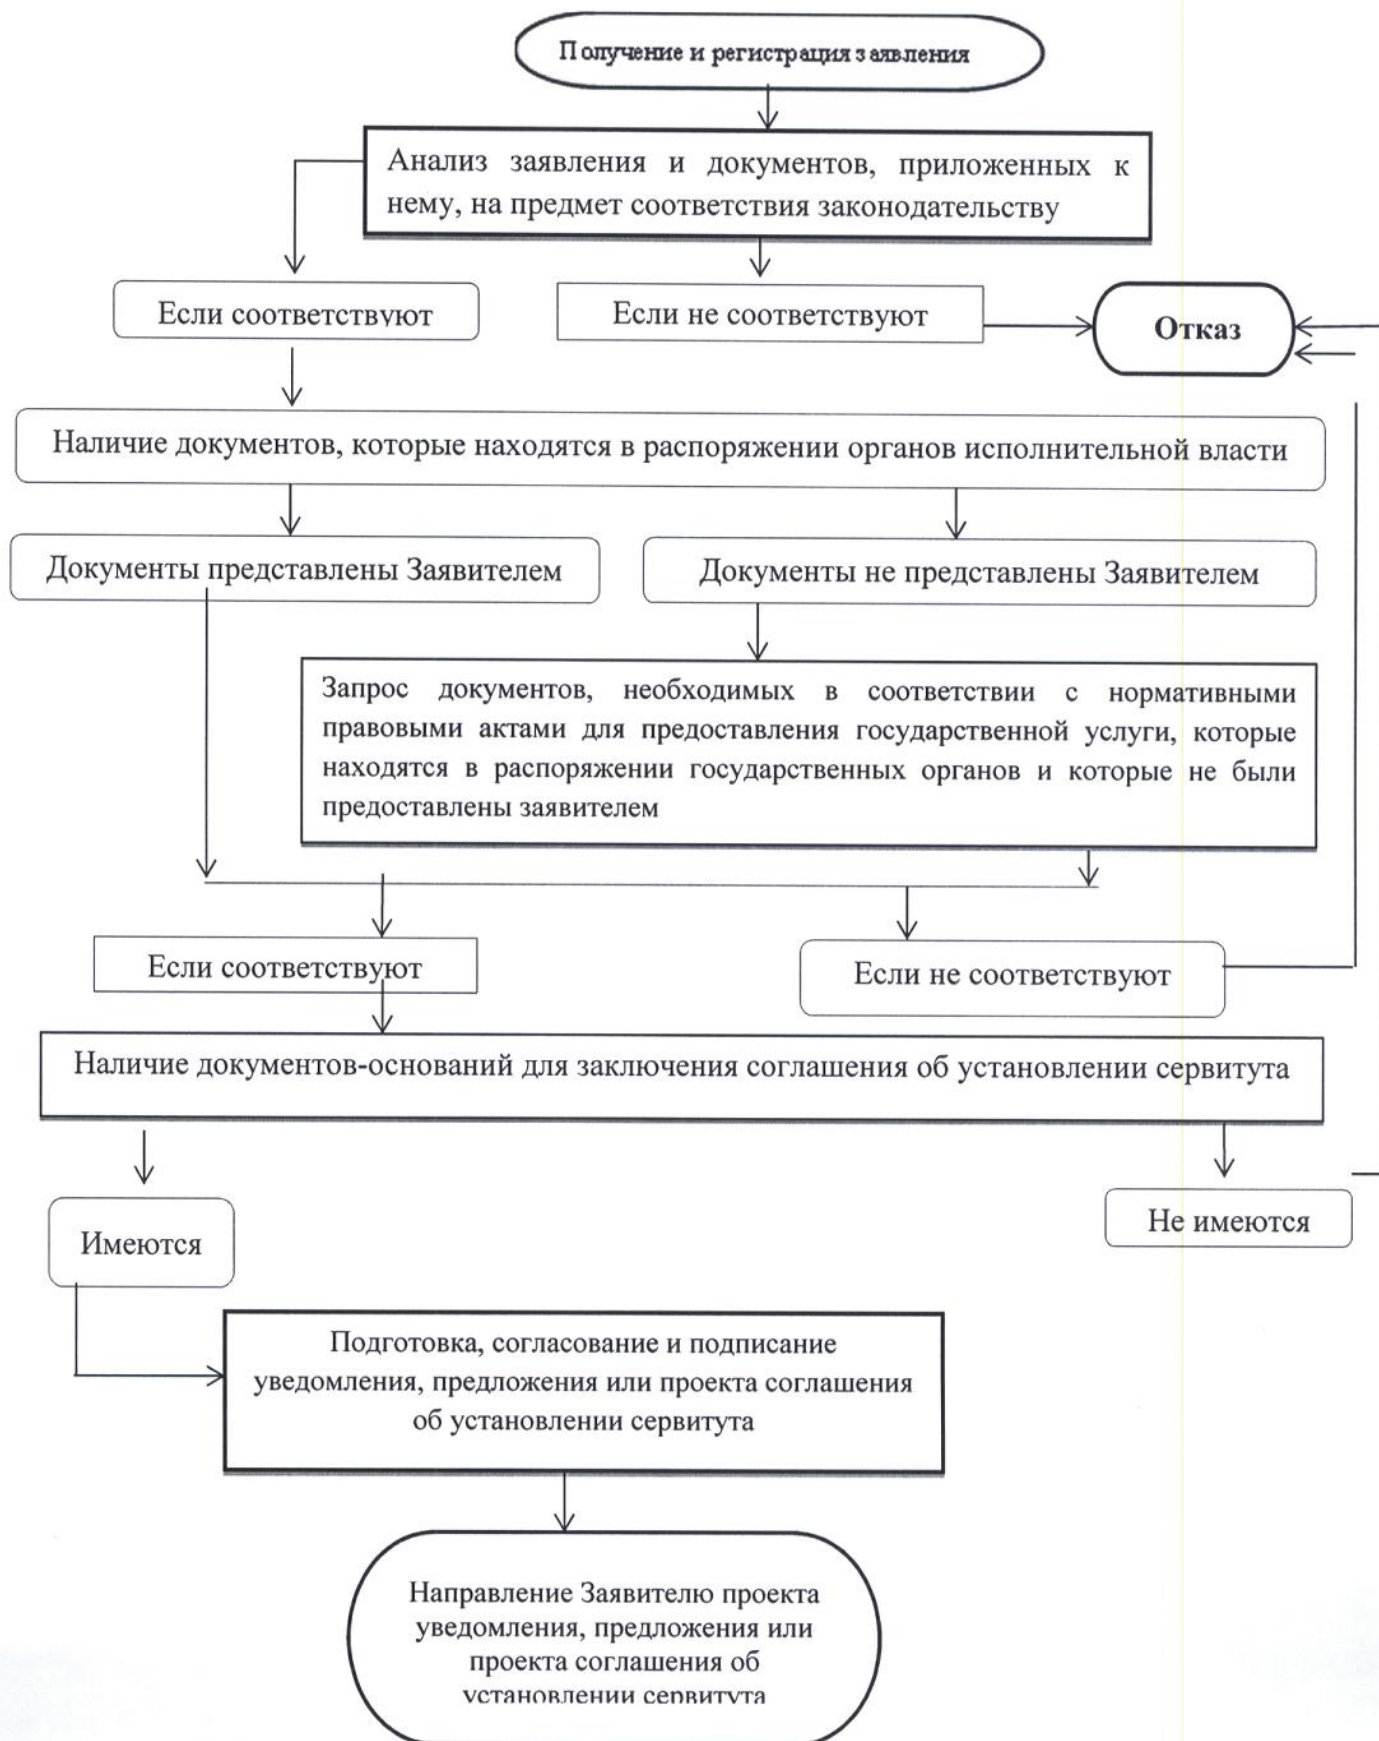 Получение и регистрация заявления
Анализ заявления и документов, приложенных к
нему, на предмет соответствия законодательству
Если соответствуют
Если не соответствуют
Отказ
Наличие документов, которые находятся в распоряжении органов исполнительной власти
Документы представлены Заявителем
Документы не представлены Заявителем
Запрос документов, необходимых в соответствии с нормативными
правовыми актами для предоставления государственной услуги, которые
находятся в распоряжении государственных органов и которые не были
предоставлены заявителем
Если соответствуют
Если не соответствуют
Наличие документов-оснований для заключения соглашения об установлении сервитута
Имеются
Не имеются
Подготовка, согласование и подписание
уведомления, предложения или проекта соглашения
об установлении сервитута
Направление Заявителю проекта
уведомления, предложения или
проекта соглашения об
установлении сервитута